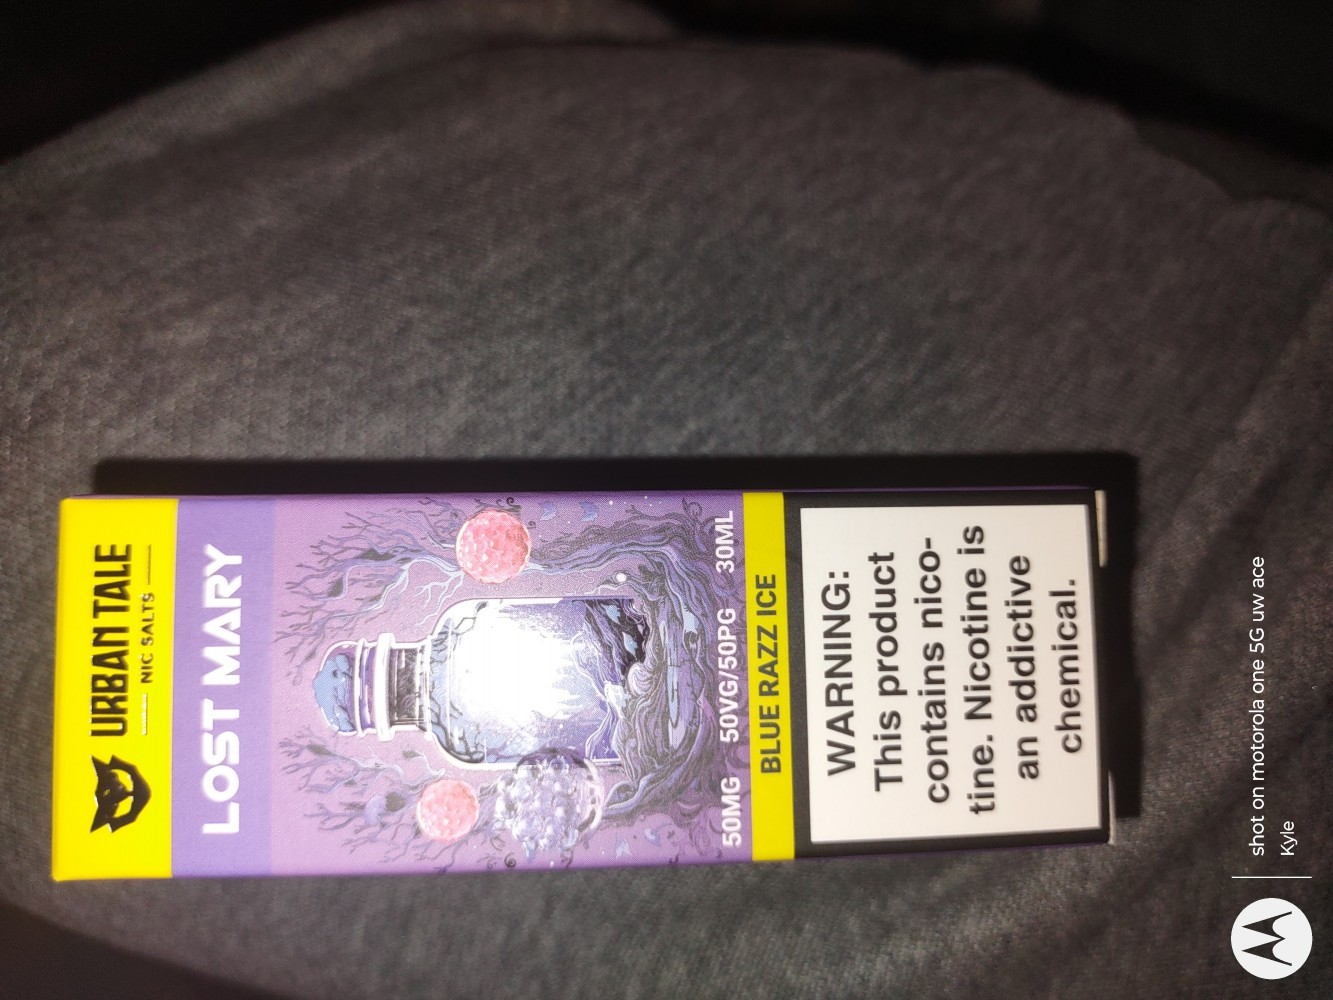 URBAN TALE
NIC SALTS
LOST MARY
50MG 50VG/50PG 30ML
BLUE RAZZ ICE
WARNING:
This product
contains nico-
tine. Nicotine is
an addictive
chemical.
shot on motorola one 5G uw ace
Kyle